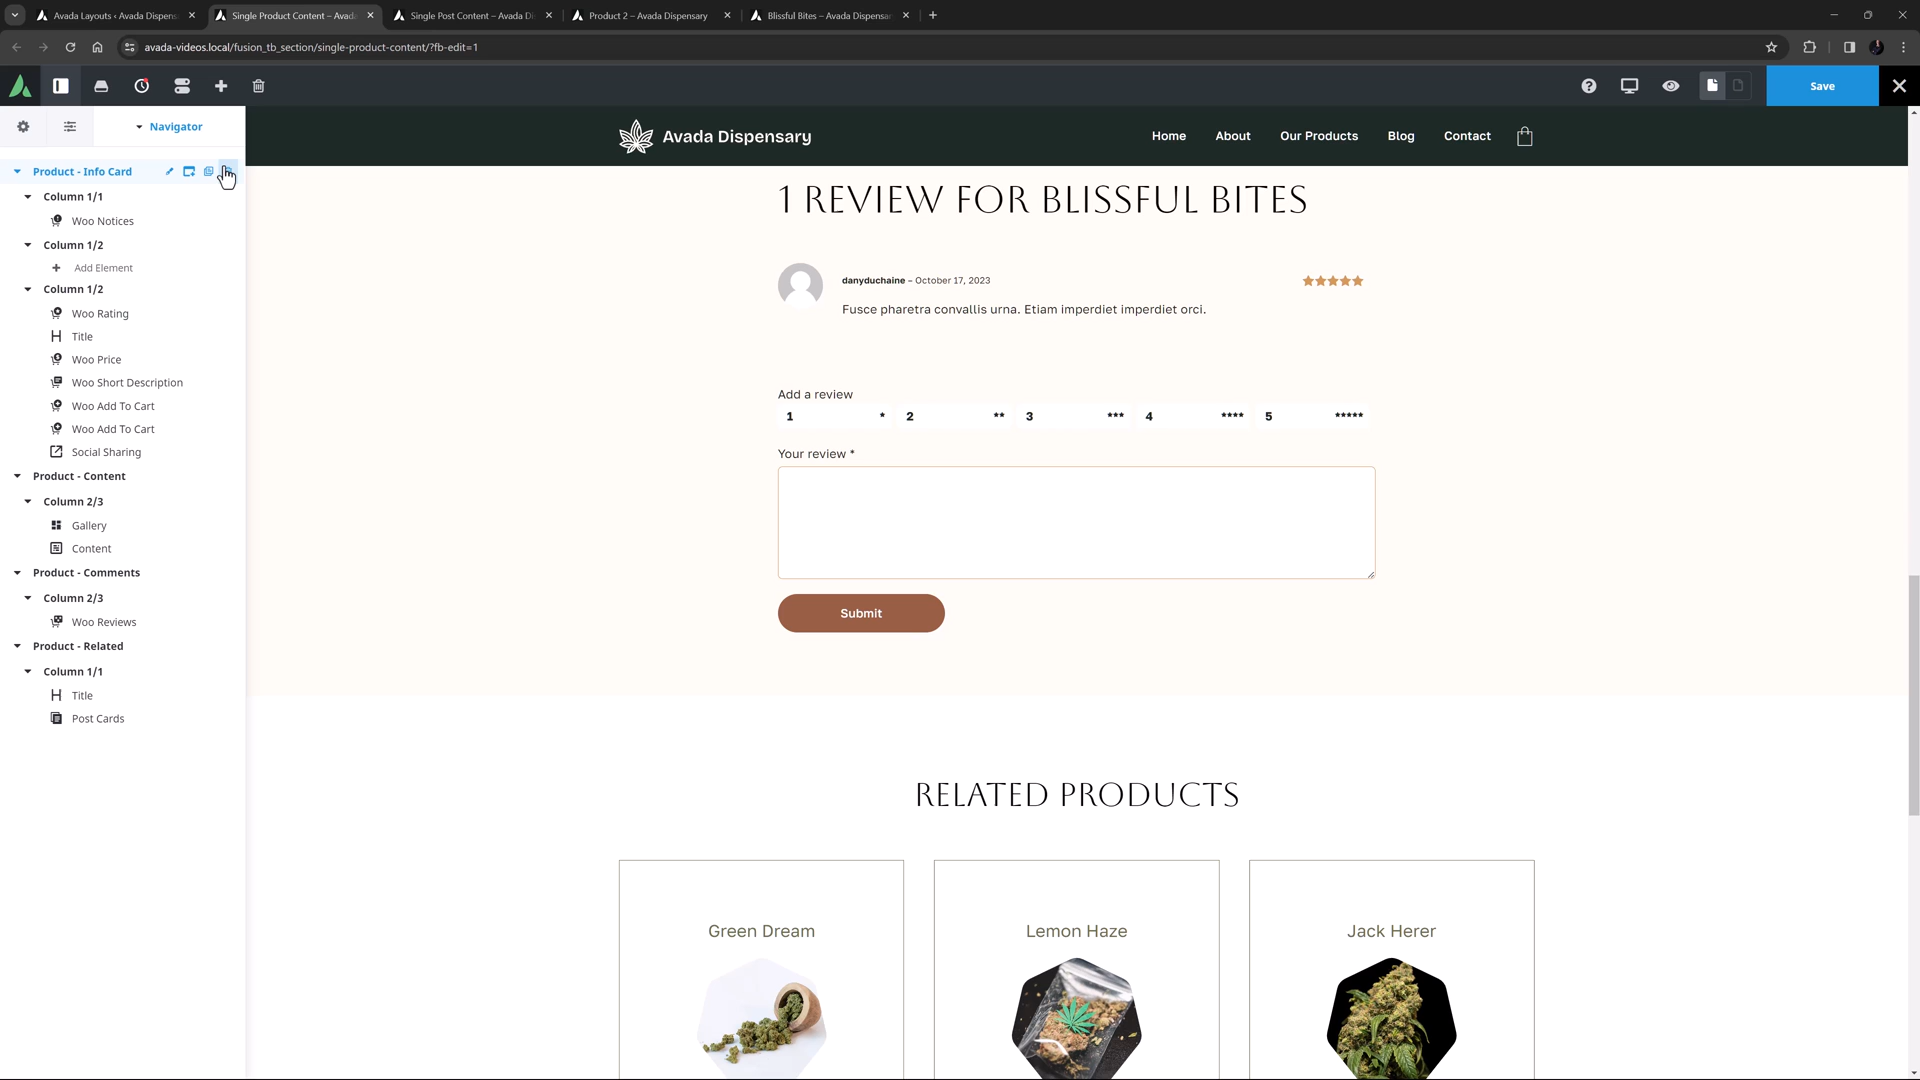 Avada Layouts ‹ Avada Dispens
Single Product Content – Avad
Single Post Content – Avada Di
Product 2 – Avada Dispensary
Blissful Bites – Avada Dispensar
avada-videos.local/fusion_tb_section/single-product-content/?fb-edit=1
Save
Navigator
Product - Info Card
Column 1/1
Woo Notices
Column 1/2
Add Element
Column 1/2
Woo Rating
Title
Woo Price
Woo Short Description
Woo Add To Cart
Woo Add To Cart
Social Sharing
Product - Content
Column 2/3
Gallery
Content
Product - Comments
Column 2/3
Woo Reviews
Product - Related
Column 1/1
Title
Post Cards
Avada Dispensary
Home
About
Our Products
Blog
Contact
1 REVIEW FOR BLISSFUL BITES
danyduchaine – October 17, 2023
Fusce pharetra convallis urna. Etiam imperdiet imperdiet orci.
Add a review
1 * 2 ** 3 *** 4 **** 5 *****
Your review *
Submit
RELATED PRODUCTS
Green Dream
Lemon Haze
Jack Herer